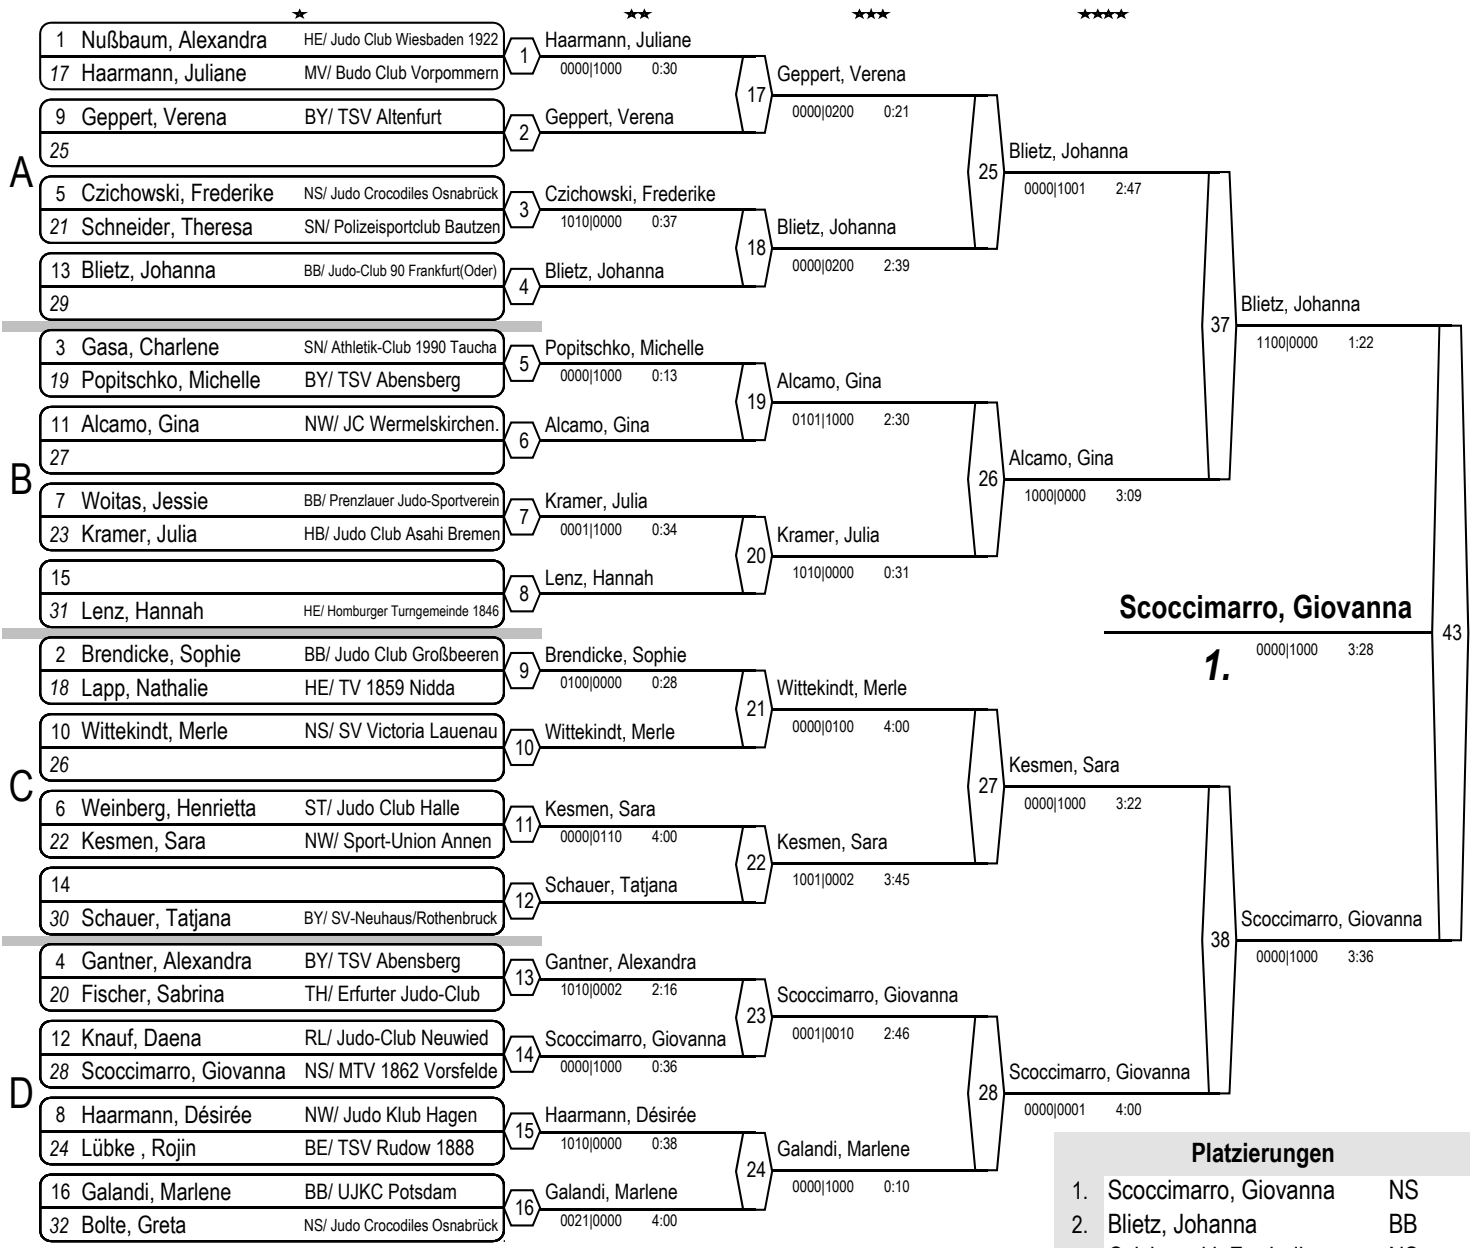 ★ ★★ ★★★ ★★★★
1 Nußbaum, Alexandra HE/ Judo Club Wiesbaden 1922
17 Haarmann, Juliane MV/ Budo Club Vorpommern
9 Geppert, Verena BY/ TSV Altenfurt
25
A
5 Czichowski, Frederike NS/ Judo Crocodiles Osnabrück
21 Schneider, Theresa SN/ Polizeisportclub Bautzen
13 Blietz, Johanna BB/ Judo-Club 90 Frankfurt(Oder)
29
3 Gasa, Charlene SN/ Athletik-Club 1990 Taucha
19 Popitschko, Michelle BY/ TSV Abensberg
11 Alcamo, Gina NW/ JC Wermelskirchen.
27
B
7 Woitas, Jessie BB/ Prenzlauer Judo-Sportverein
23 Kramer, Julia HB/ Judo Club Asahi Bremen
15
31 Lenz, Hannah HE/ Homburger Turngemeinde 1846
2 Brendicke, Sophie BB/ Judo Club Großbeeren
18 Lapp, Nathalie HE/ TV 1859 Nidda
10 Wittekindt, Merle NS/ SV Victoria Lauenau
26
C
6 Weinberg, Henrietta ST/ Judo Club Halle
22 Kesmen, Sara NW/ Sport-Union Annen
14
30 Schauer, Tatjana BY/ SV-Neuhaus/Rothenbruck
4 Gantner, Alexandra BY/ TSV Abensberg
20 Fischer, Sabrina TH/ Erfurter Judo-Club
12 Knauf, Daena RL/ Judo-Club Neuwied
28 Scoccimarro, Giovanna NS/ MTV 1862 Vorsfelde
D
8 Haarmann, Désirée NW/ Judo Klub Hagen
24 Lübke , Rojin BE/ TSV Rudow 1888
16 Galandi, Marlene BB/ UJKC Potsdam
32 Bolte, Greta NS/ Judo Crocodiles Osnabrück
1 Haarmann, Juliane
0000|1000 0:30
2 Geppert, Verena
3 Czichowski, Frederike
1010|0000 0:37
4 Blietz, Johanna
5 Popitschko, Michelle
0000|1000 0:13
6 Alcamo, Gina
7 Kramer, Julia
0001|1000 0:34
8 Lenz, Hannah
9 Brendicke, Sophie
0100|0000 0:28
10 Wittekindt, Merle
11 Kesmen, Sara
0000|0110 4:00
12 Schauer, Tatjana
13 Gantner, Alexandra
1010|0002 2:16
14 Scoccimarro, Giovanna
0000|1000 0:36
15 Haarmann, Désirée
1010|0000 0:38
16 Galandi, Marlene
0021|0000 4:00
17 Geppert, Verena
0000|0200 0:21
18 Blietz, Johanna
0000|0200 2:39
19 Alcamo, Gina
0101|1000 2:30
20 Kramer, Julia
1010|0000 0:31
21 Wittekindt, Merle
0000|0100 4:00
22 Kesmen, Sara
1001|0002 3:45
23 Scoccimarro, Giovanna
0001|0010 2:46
24 Galandi, Marlene
0000|1000 0:10
25 Blietz, Johanna
0000|1001 2:47
26 Alcamo, Gina
1000|0000 3:09
27 Kesmen, Sara
0000|1000 3:22
28 Scoccimarro, Giovanna
0000|0001 4:00
37 Blietz, Johanna
1100|0000 1:22
38 Scoccimarro, Giovanna
0000|1000 3:36
Scoccimarro, Giovanna 43
1. 0000|1000 3:28
Platzierungen
1. Scoccimarro, Giovanna NS
2. Blietz, Johanna BB